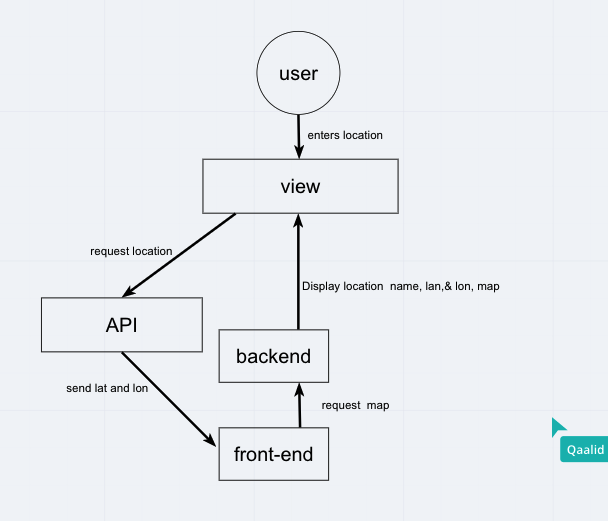 user
enters location
view
request location
Display location name, lan,& lon, map
API
backend
send lat and lon
request map
front-end
Qaalid